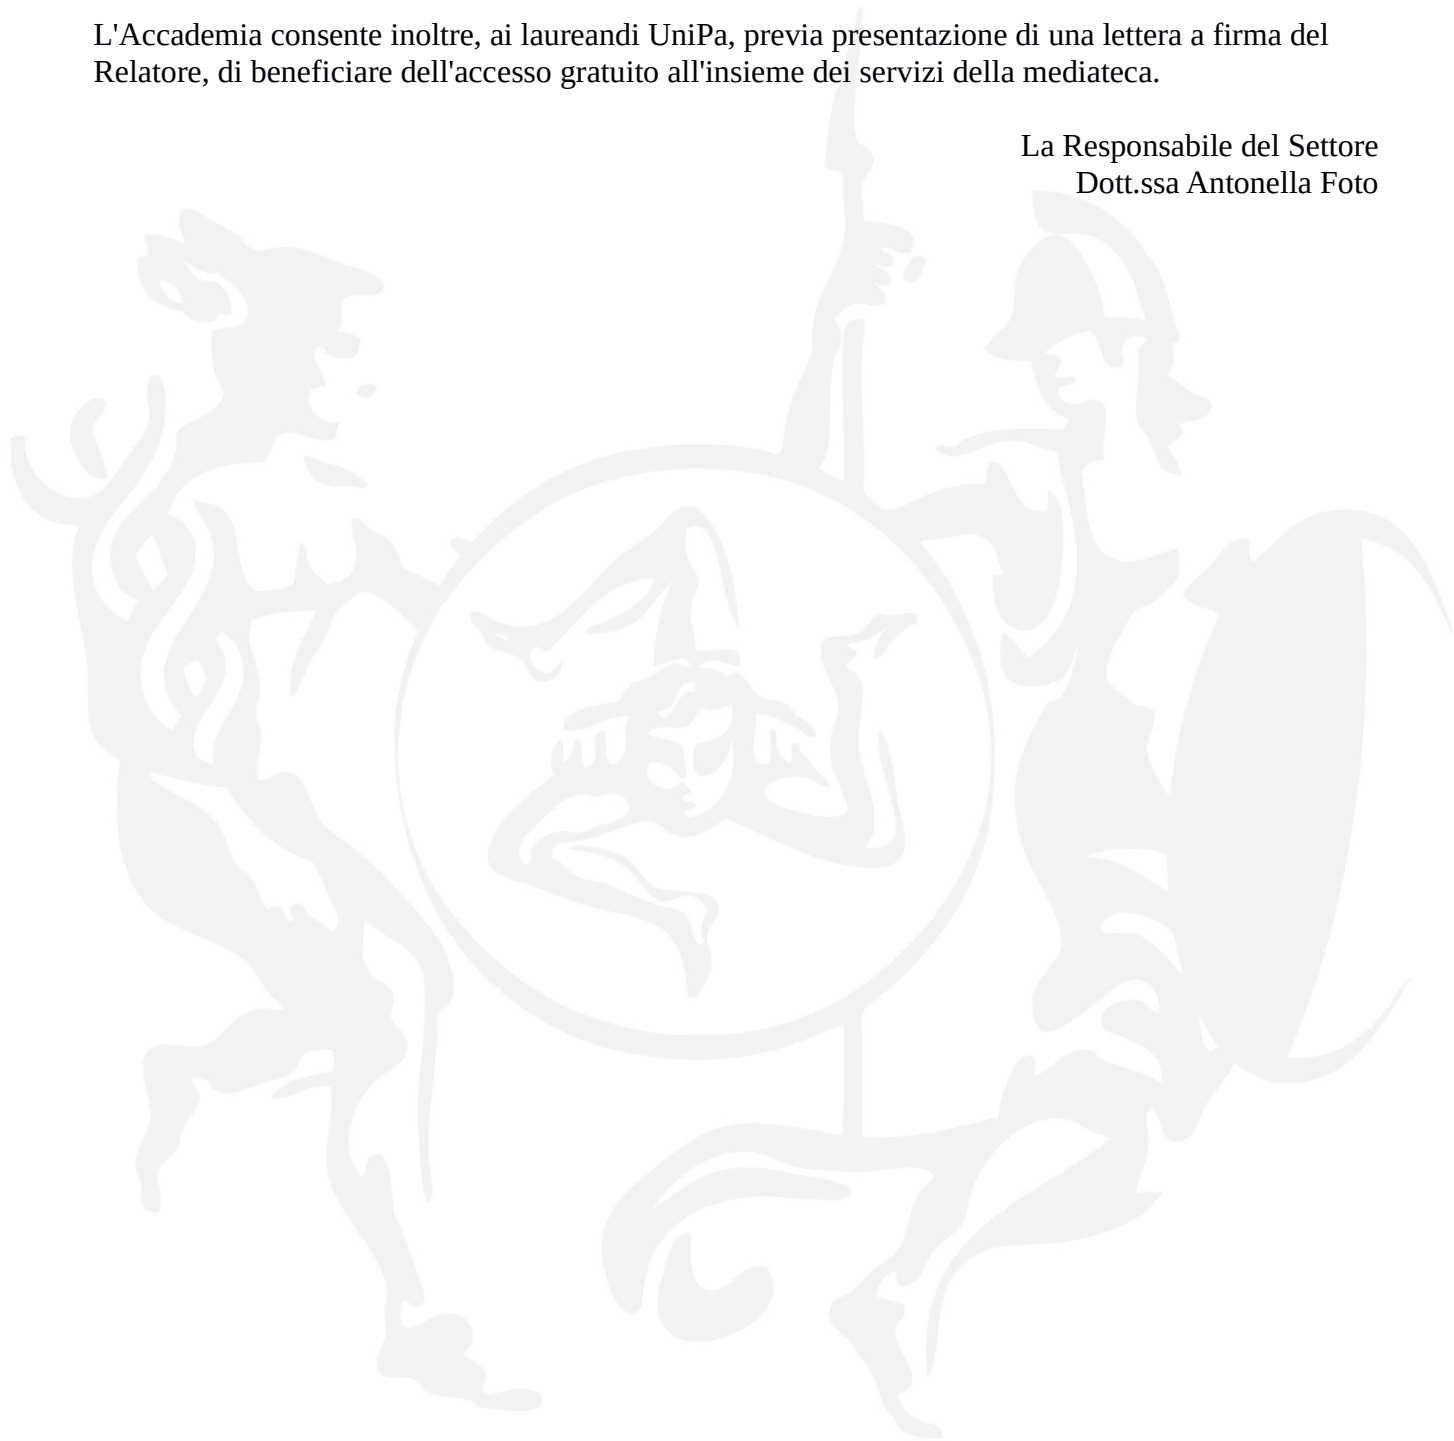 L'Accademia consente inoltre, ai laureandi UniPa, previa presentazione di una lettera a firma del
Relatore, di beneficiare dell'accesso gratuito all'insieme dei servizi della mediateca.
La Responsabile del Settore
Dott.ssa Antonella Foto